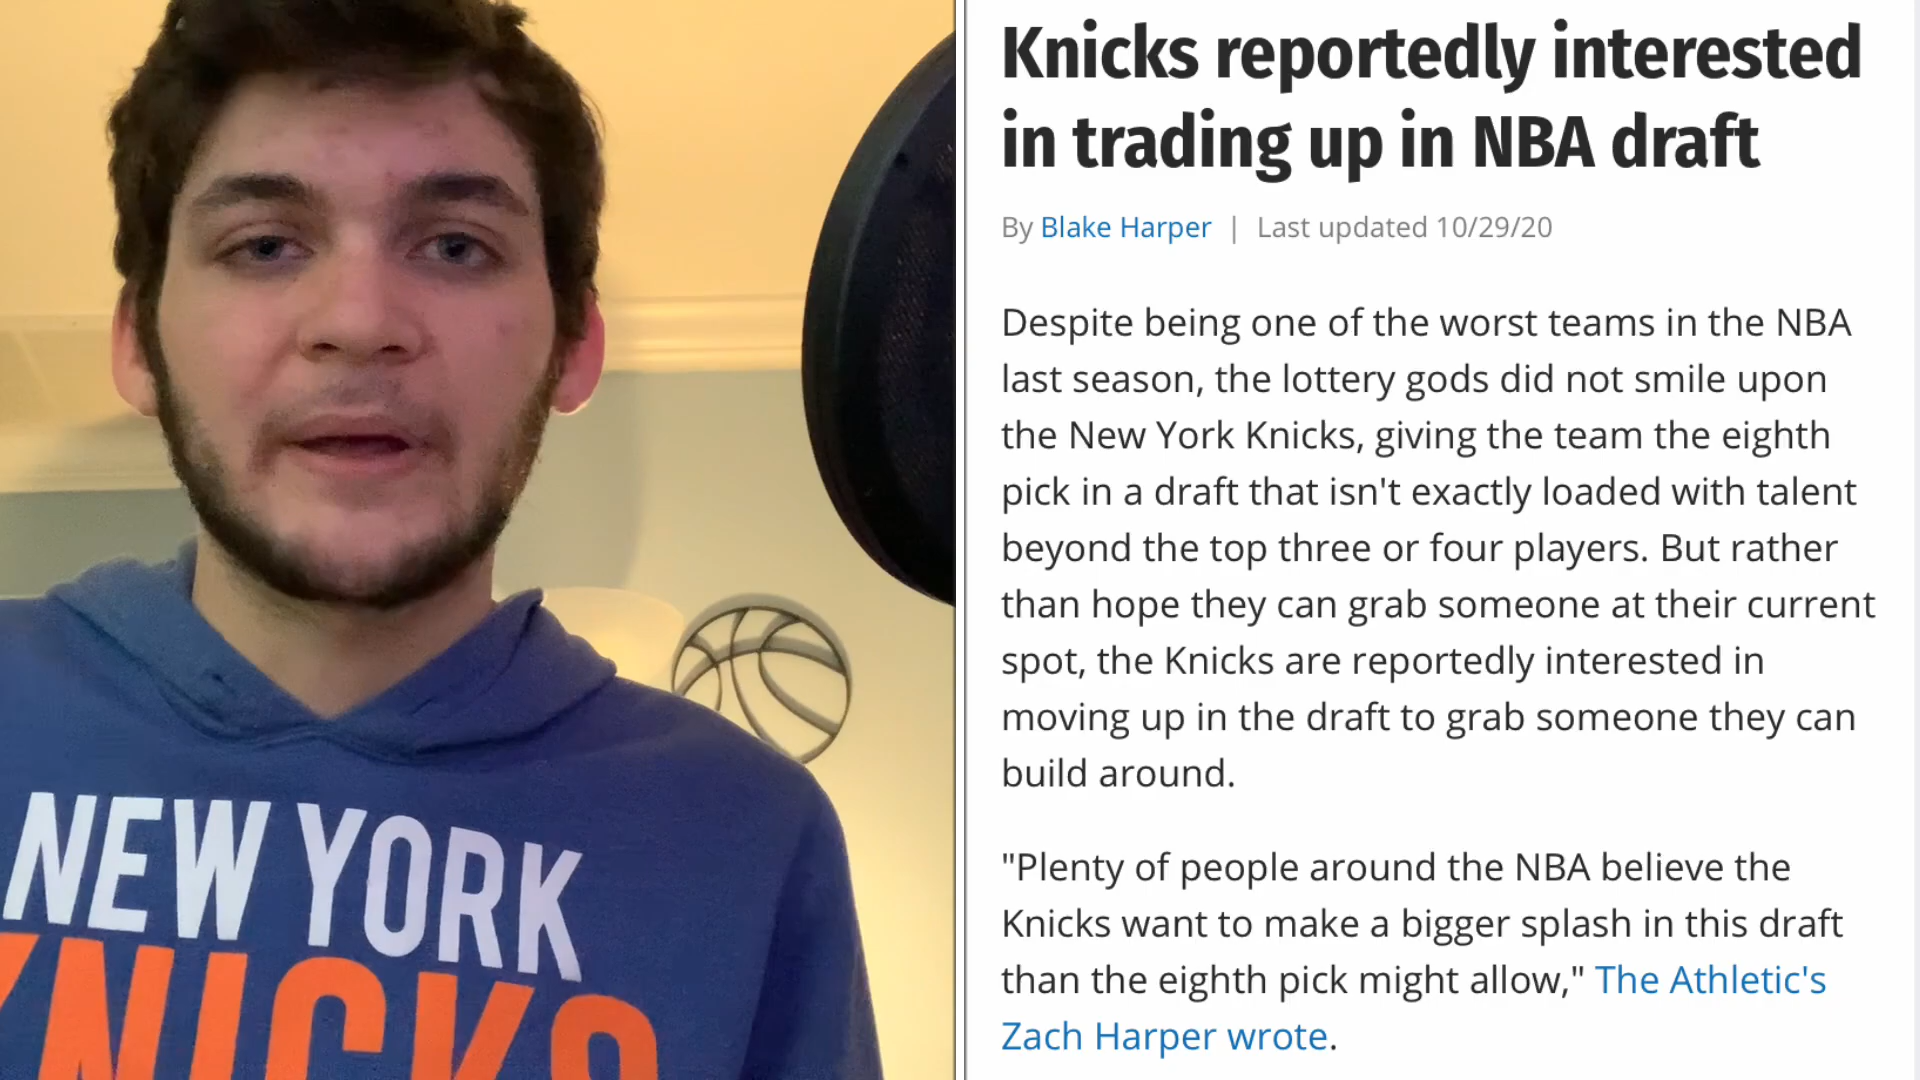 Knicks reportedly interested
in trading up in NBA draft
By Blake Harper | Last updated 10/29/20
Despite being one of the worst teams in the NBA
last season, the lottery gods did not smile upon
the New York Knicks, giving the team the eighth
pick in a draft that isn't exactly loaded with talent
beyond the top three or four players. But rather
than hope they can grab someone at their current
spot, the Knicks are reportedly interested in
moving up in the draft to grab someone they can
build around.
"Plenty of people around the NBA believe the
Knicks want to make a bigger splash in this draft
than the eighth pick might allow," The Athletic's
Zach Harper wrote.
NEW YORK
KNICKS